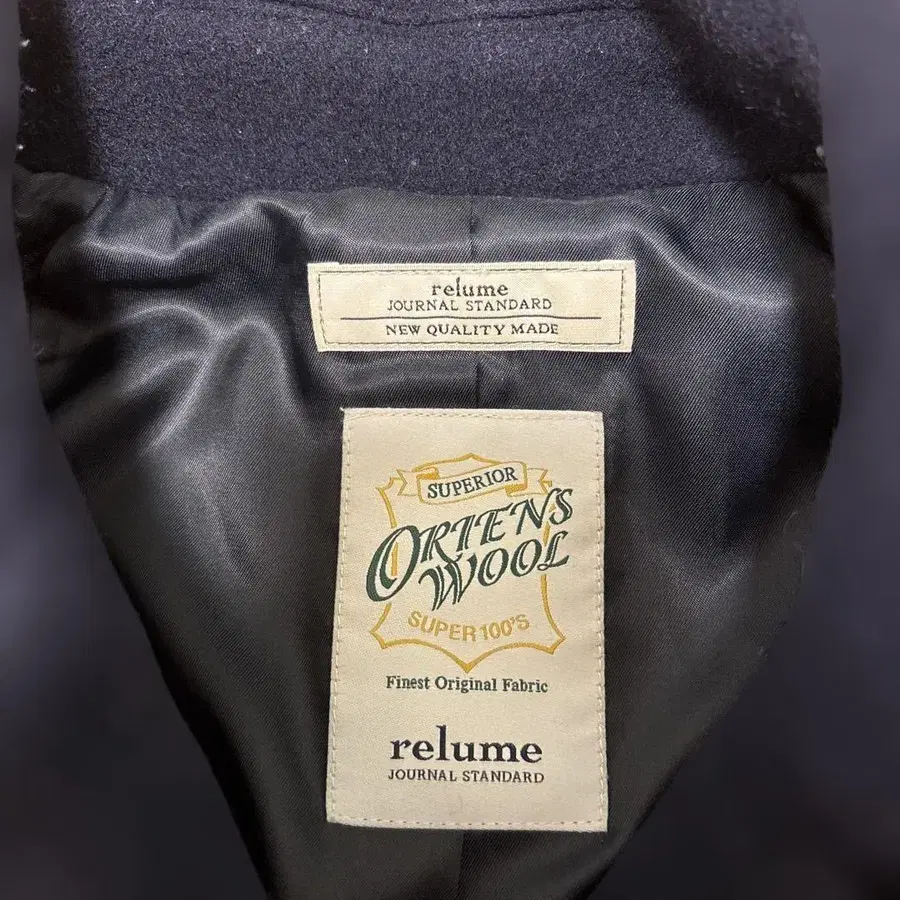 relume
JOURNAL STANDARD
NEW QUALITY MADE
SUPERIOR
ORIENS
WOOL
SUPER 100'S
Finest Original Fabric
relume
JOURNAL STANDARD